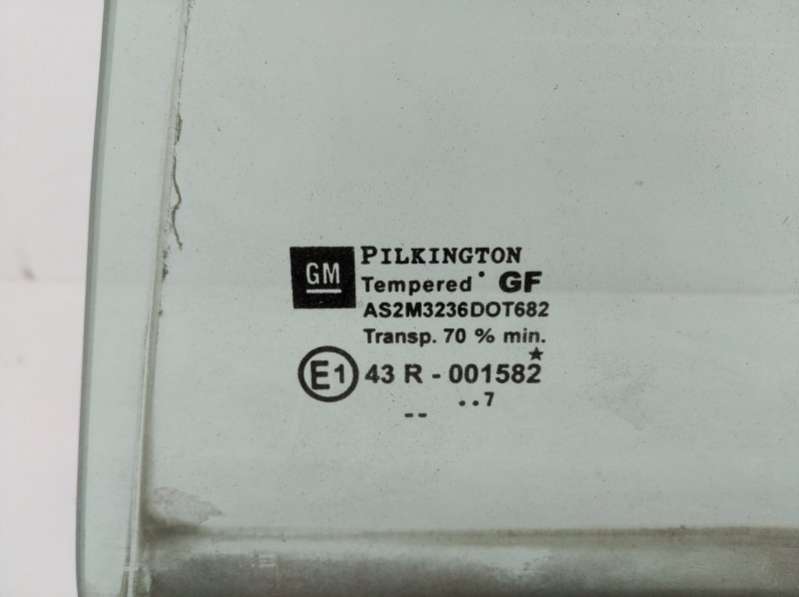 GM
PILKINGTON
Tempered GF
AS2M3236DOT682
Transp. 70 % min.
E1 43 R - 001582
..7
--